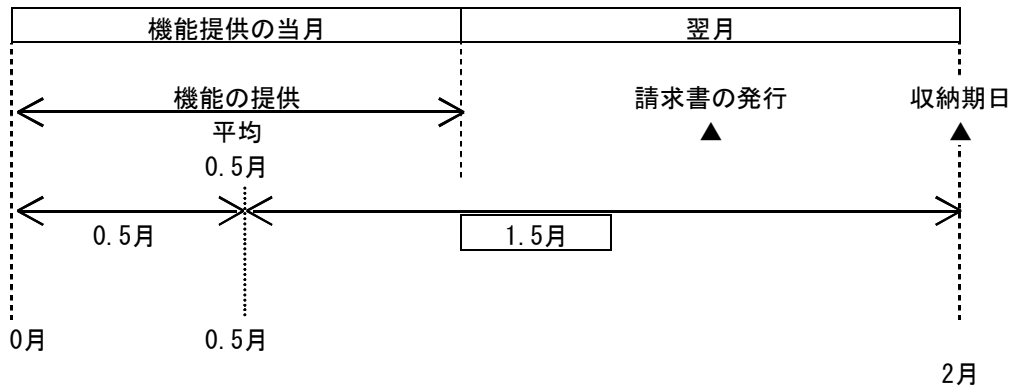 機能提供の当月 翌月
機能の提供 請求書の発行 収納期日
平均 ▲ ▲
0.5月
0.5月 1.5月
0月 0.5月
2月